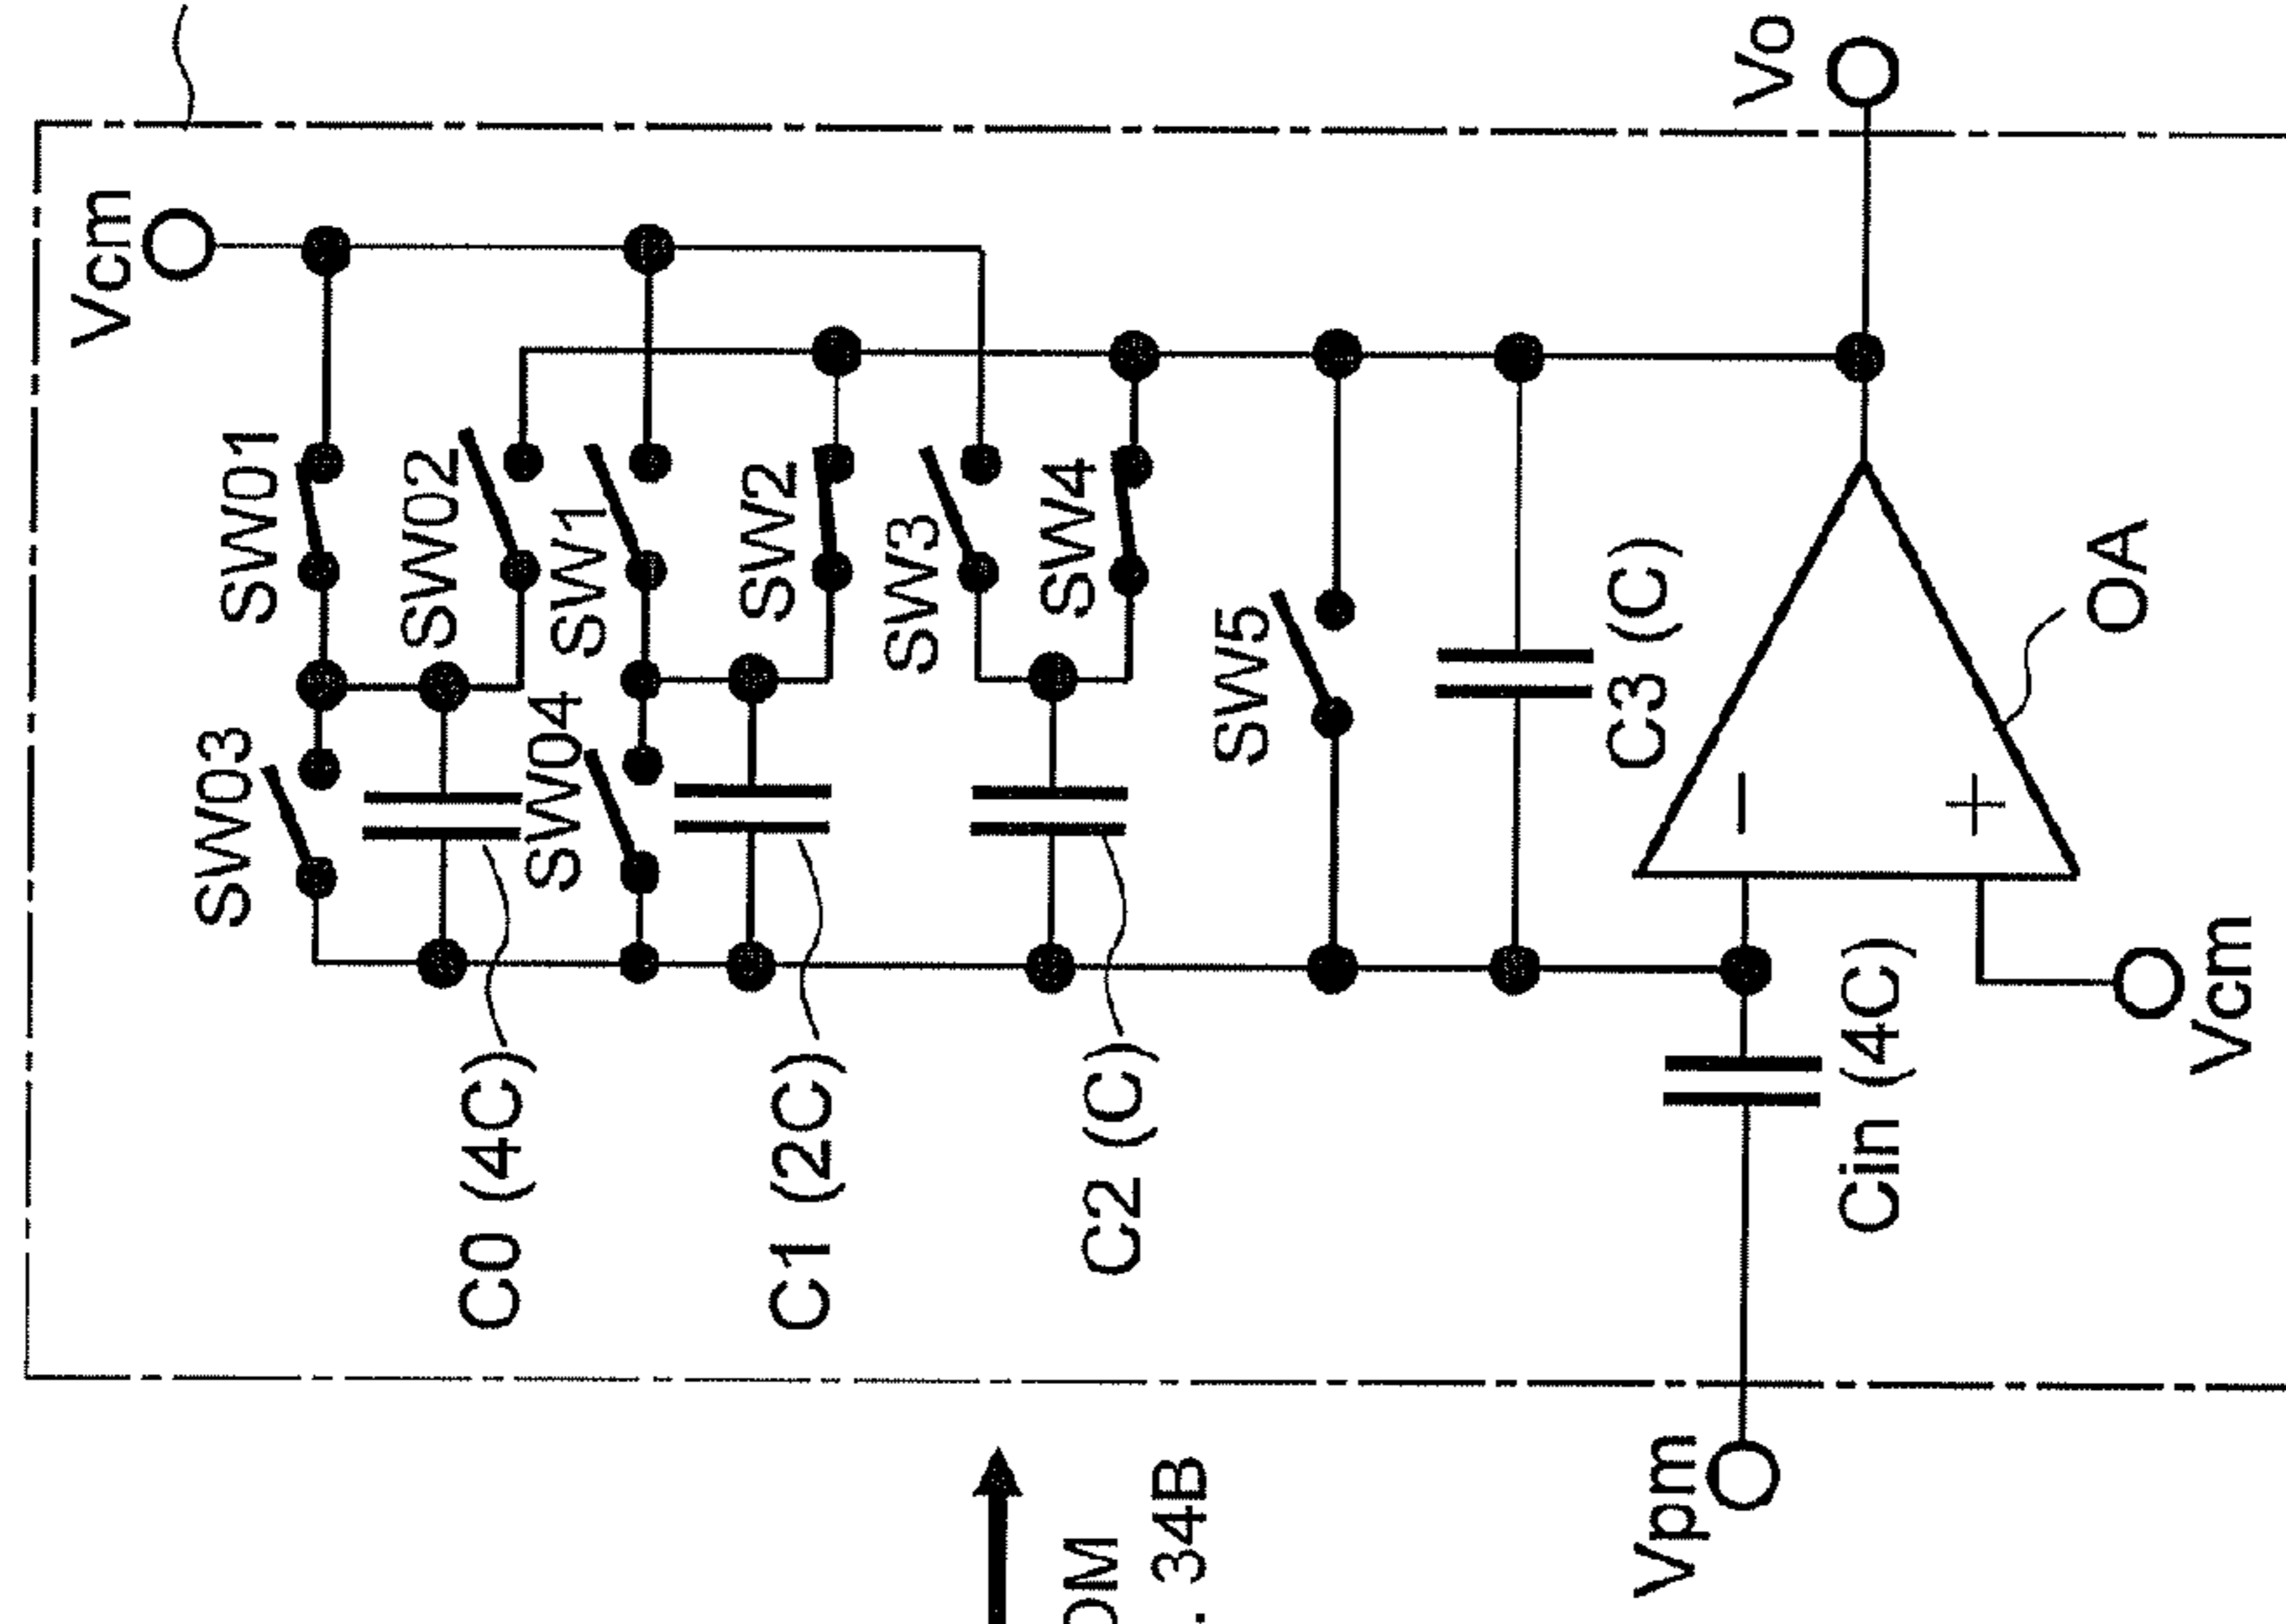 Vcm
Vo
SW01
SW02
SW1
SW2
SW3
SW4
SW03
SW04
SW5
C3 (C)
OA
−
+
C0 (4C)
C1 (2C)
C2 (C)
Cin (4C)
Vcm
Vpm
. 34B